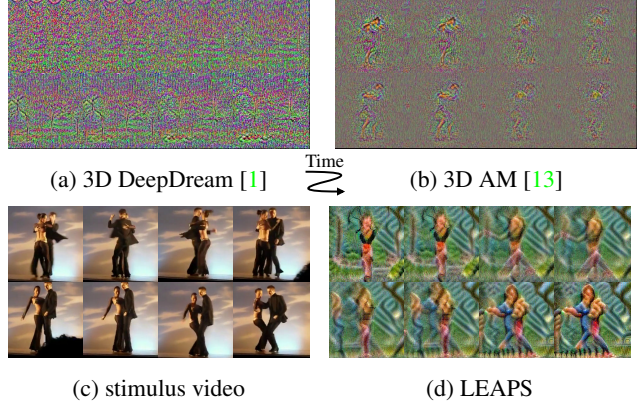 (a) 3D DeepDream [1]
Time
(b) 3D AM [13]
(c) stimulus video
(d) LEAPS